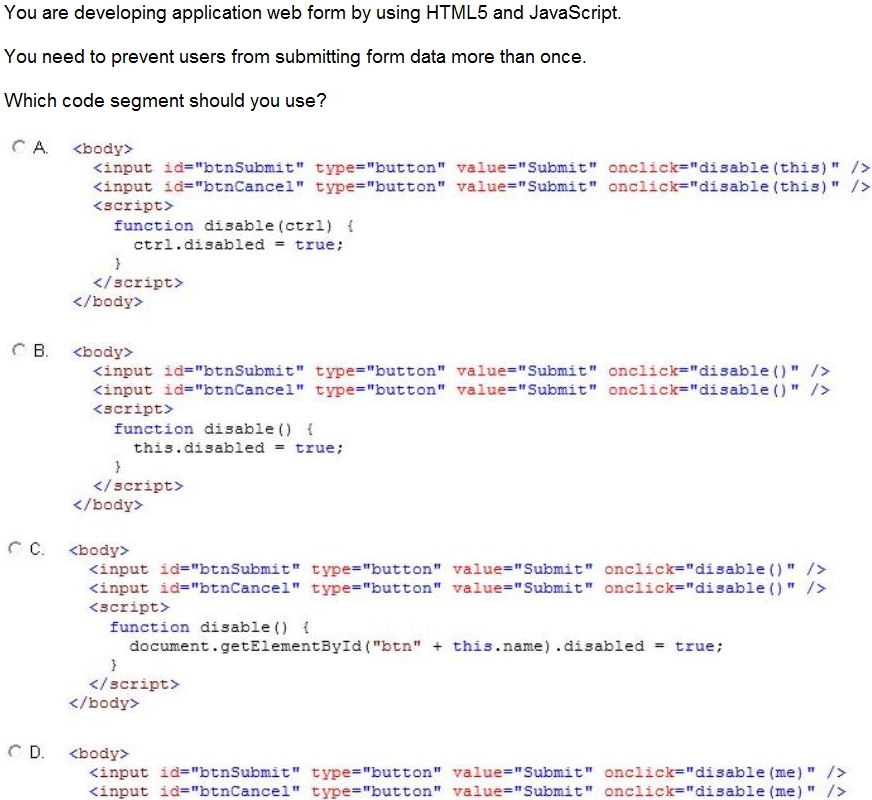 You are developing application web form by using HTML5 and JavaScript.
You need to prevent users from submitting form data more than once.
Which code segment should you use?
A. <body>
<input id="btnSubmit" type="button" value="Submit" onclick="disable(this)" />
<input id="btnCancel" type="button" value="Submit" onclick="disable(this)" />
<script>
function disable(ctrl) {
ctrl.disabled = true;
}
</script>
</body>
B. <body>
<input id="btnSubmit" type="button" value="Submit" onclick="disable()" />
<input id="btnCancel" type="button" value="Submit" onclick="disable()" />
<script>
function disable() {
this.disabled = true;
}
</script>
</body>
C. <body>
<input id="btnSubmit" type="button" value="Submit" onclick="disable()" />
<input id="btnCancel" type="button" value="Submit" onclick="disable()" />
<script>
function disable() {
document.getElementById("btn" + this.name).disabled = true;
}
</script>
</body>
D. <body>
<input id="btnSubmit" type="button" value="Submit" onclick="disable(me)" />
<input id="btnCancel" type="button" value="Submit" onclick="disable(me)" />